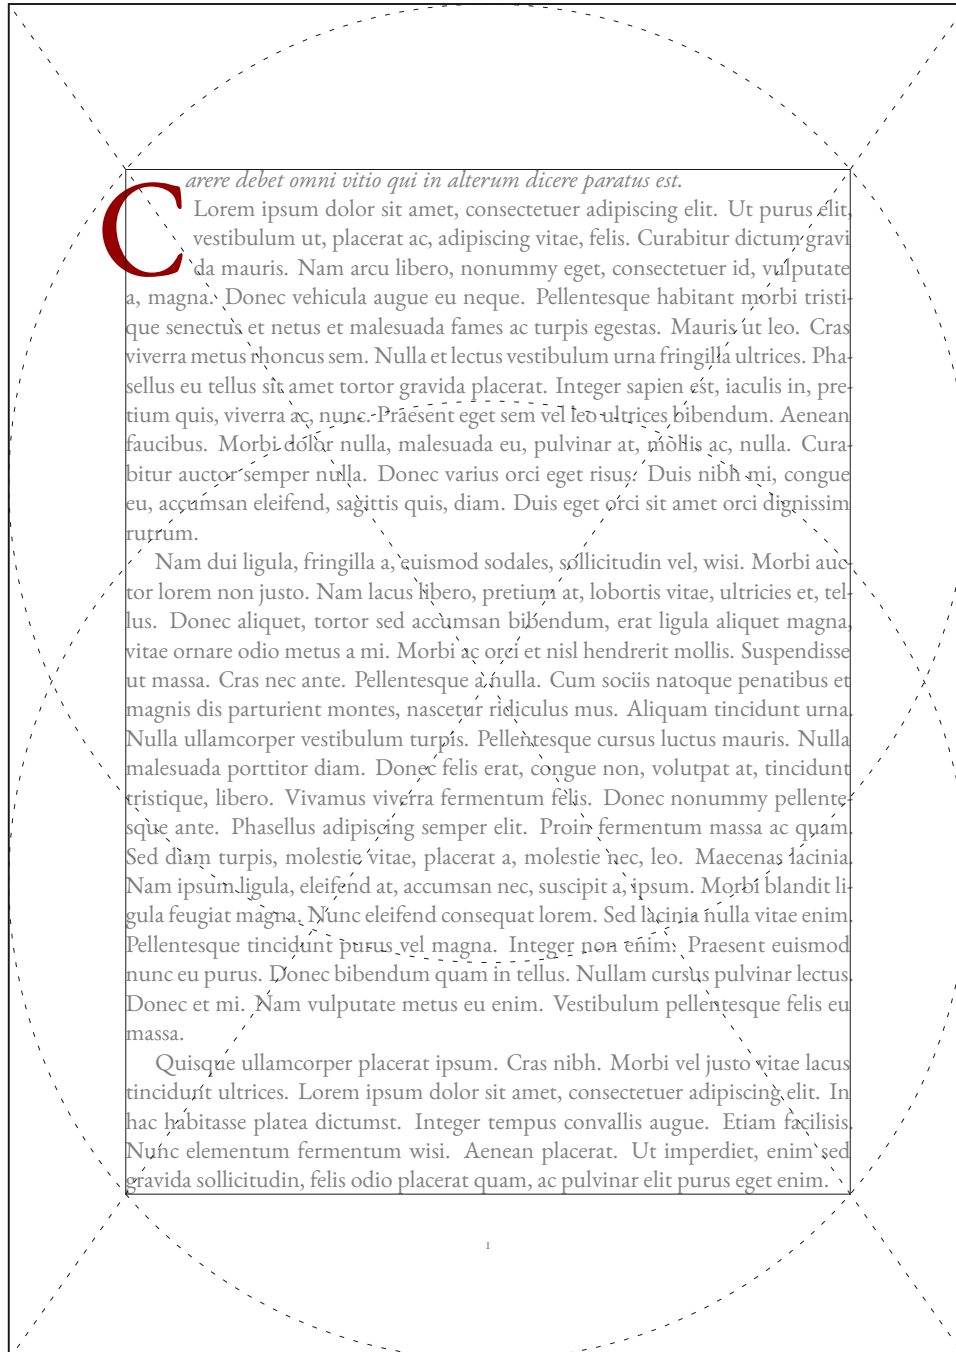 Carere debet omni vitio qui in alterum dicere paratus est.
Lorem ipsum dolor sit amet, consectetuer adipiscing elit. Ut purus elit,
vestibulum ut, placerat ac, adipiscing vitae, felis. Curabitur dictum gravi
da mauris. Nam arcu libero, nonummy eget, consectetuer id, vulputate
a, magna. Donec vehicula augue eu neque. Pellentesque habitant morbi tristi-
que senectus et netus et malesuada fames ac turpis egestas. Mauris ut leo. Cras
viverra metus rhoncus sem. Nulla et lectus vestibulum urna fringilla ultrices. Pha-
sellus eu tellus sit amet tortor gravida placerat. Integer sapien est, iaculis in, pre-
tium quis, viverra ac, nunc. Praesent eget sem vel leo ultrices bibendum. Aenean
faucibus. Morbi dolor nulla, malesuada eu, pulvinar at, mollis ac, nulla. Cura-
bitur auctor semper nulla. Donec varius orci eget risus. Duis nibh mi, congue
eu, accumsan eleifend, sagittis quis, diam. Duis eget orci sit amet orci dignissim
rutrum.
Nam dui ligula, fringilla a, euismod sodales, sollicitudin vel, wisi. Morbi auc-
tor lorem non justo. Nam lacus libero, pretium at, lobortis vitae, ultricies et, tel-
lus. Donec aliquet, tortor sed accumsan bibendum, erat ligula aliquet magna,
vitae ornare odio metus a mi. Morbi ac orci et nisl hendrerit mollis. Suspendisse
ut massa. Cras nec ante. Pellentesque a nulla. Cum sociis natoque penatibus et
magnis dis parturient montes, nascetur ridiculus mus. Aliquam tincidunt urna.
Nulla ullamcorper vestibulum turpis. Pellentesque cursus luctus mauris. Nulla
malesuada porttitor diam. Donec felis erat, congue non, volutpat at, tincidunt
tristique, libero. Vivamus viverra fermentum felis. Donec nonummy pellente-
sque ante. Phasellus adipiscing semper elit. Proin fermentum massa ac quam.
Sed diam turpis, molestie vitae, placerat a, molestie nec, leo. Maecenas lacinia.
Nam ipsum ligula, eleifend at, accumsan nec, suscipit a, ipsum. Morbi blandit li-
gula feugiat magna. Nunc eleifend consequat lorem. Sed lacinia nulla vitae enim.
Pellentesque tincidunt purus vel magna. Integer non enim. Praesent euismod
nunc eu purus. Donec bibendum quam in tellus. Nullam cursus pulvinar lectus.
Donec et mi. Nam vulputate metus eu enim. Vestibulum pellentesque felis eu
massa.
Quisque ullamcorper placerat ipsum. Cras nibh. Morbi vel justo vitae lacus
tincidunt ultrices. Lorem ipsum dolor sit amet, consectetuer adipiscing elit. In
hac habitasse platea dictumst. Integer tempus convallis augue. Etiam facilisis.
Nunc elementum fermentum wisi. Aenean placerat. Ut imperdiet, enim sed
gravida sollicitudin, felis odio placerat quam, ac pulvinar elit purus eget enim.
1